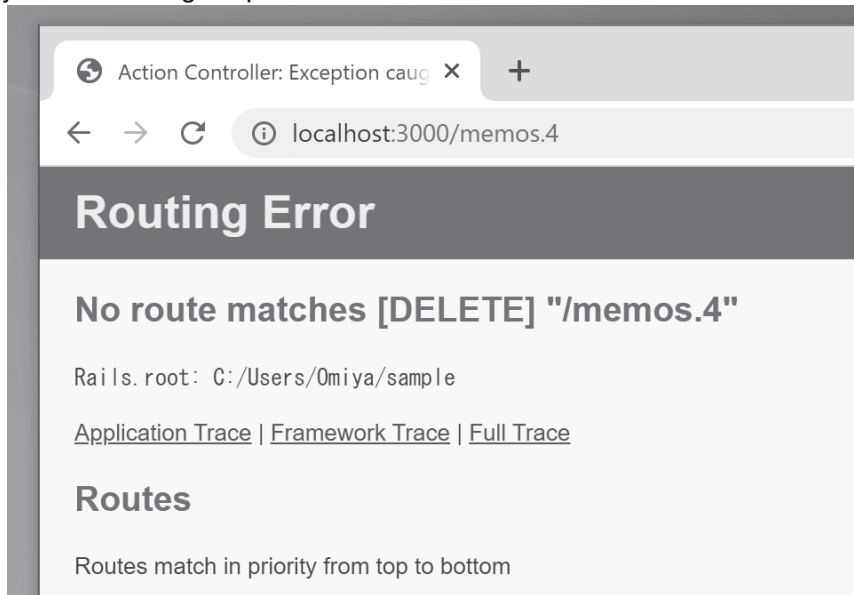 Action Controller: Exception caug
localhost:3000/memos.4
Routing Error
No route matches [DELETE] "/memos.4"
Rails.root: C:/Users/Omiya/sample
Application Trace | Framework Trace | Full Trace
Routes
Routes match in priority from top to bottom